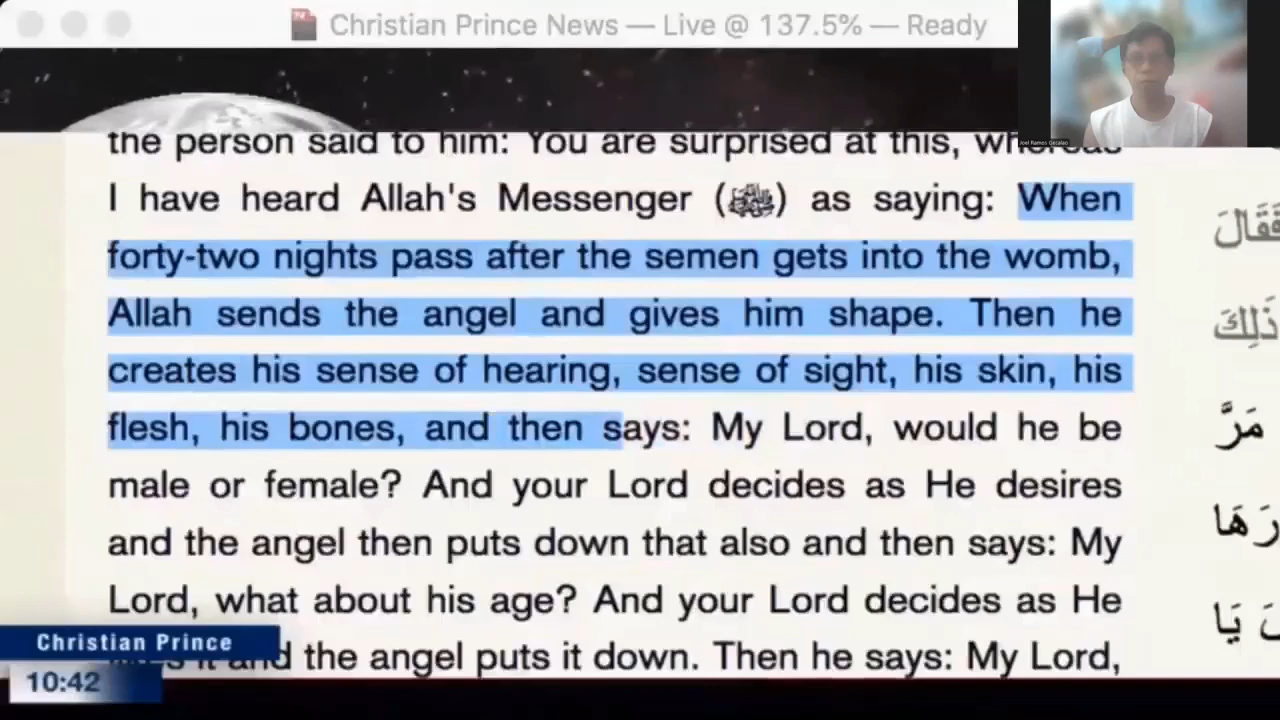 Christian Prince News — Live @ 137.5% — Ready
Joel Ramos Gecalao
the person said to him: You are surprised at this, whereas
I have heard Allah's Messenger (ﷺ) as saying: When
forty-two nights pass after the semen gets into the womb,
Allah sends the angel and gives him shape. Then he
creates his sense of hearing, sense of sight, his skin, his
flesh, his bones, and then says: My Lord, would he be
male or female? And your Lord decides as He desires
and the angel then puts down that also and then says: My
Lord, what about his age? And your Lord decides as He
it and the angel puts it down. Then he says: My Lord,
فَقَالَ
ذَلِكَ
مَرَّ
يَا
Christian Prince
10:42